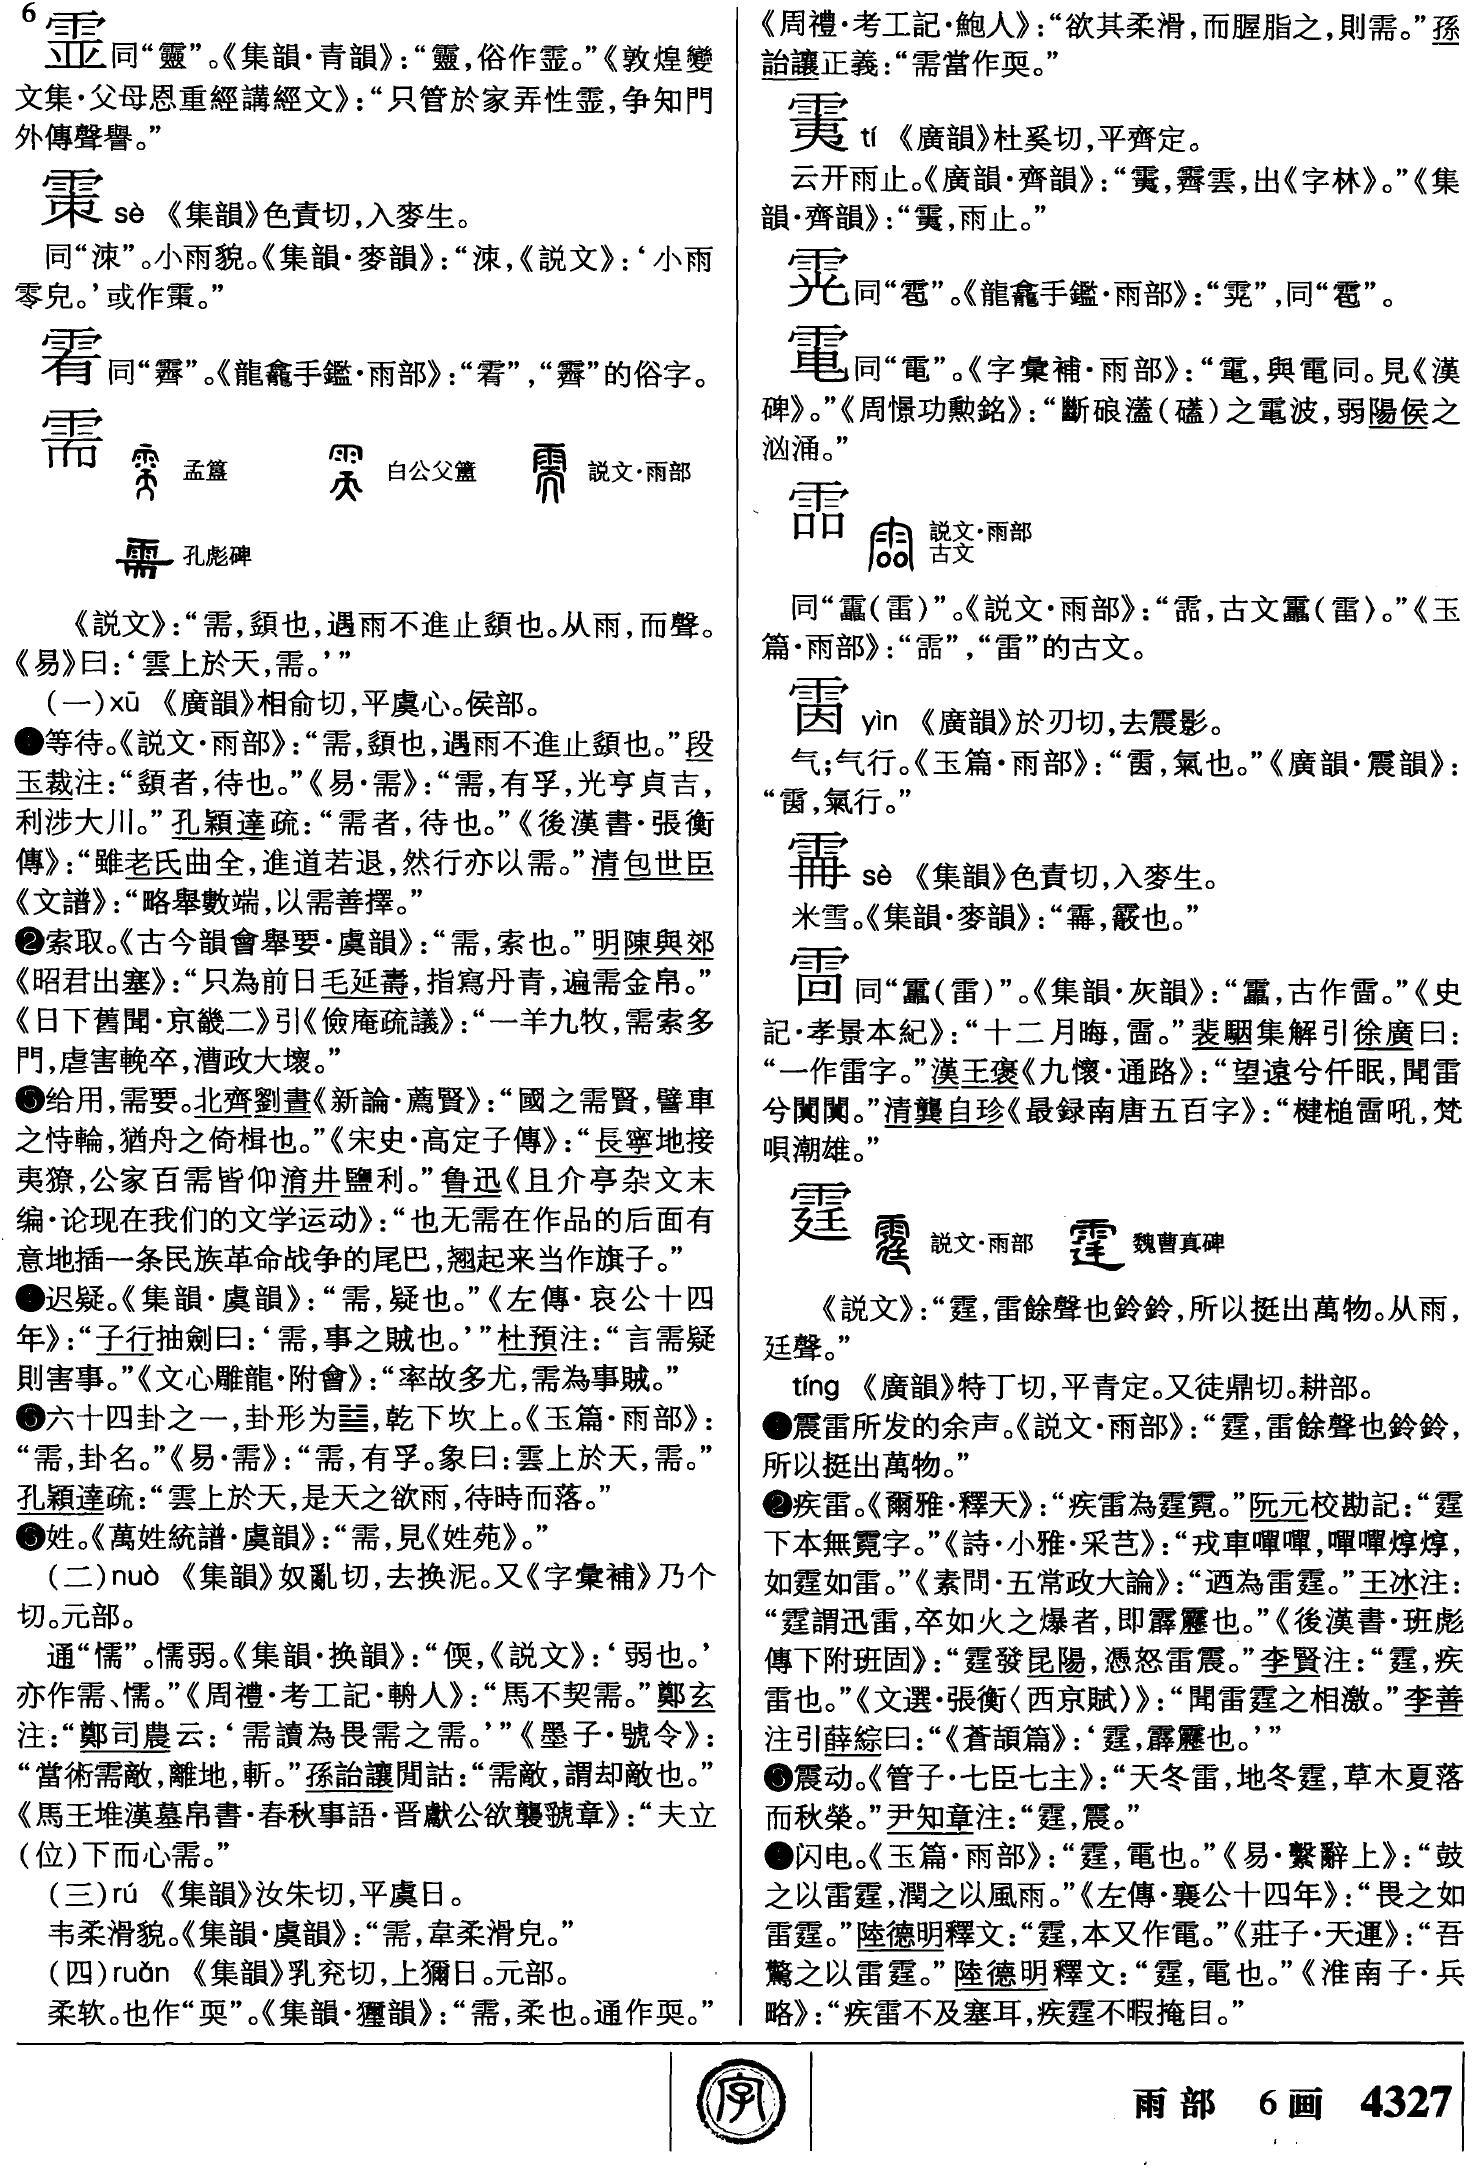 6
霊同“靈”。《集韻·青韻》：“靈，俗作霊。”《敦煌變
文集·父母恩重經講經文》：“只管於家弄性霊，争知門
外傳聲譽。”
𩂻 sè 《集韻》色責切，入麥生。
同“洓”。小雨貌。《集韻·麥韻》：“洓，《説文》：‘小雨
零皃。’或作𩂻。”
同“霽”。《龍龕手鑑·雨部》：“”，“霽”的俗字。
需 孟簋 白公父簠 説文·雨部
孔彪碑
《説文》：“需，䇓也，遇雨不進止䇓也。从雨，而聲。
《易》曰：‘雲上於天，需。’”
（一）xū 《廣韻》相俞切，平虞心。侯部。
❶等待。《説文·雨部》：“需，䇓也，遇雨不進止䇓也。”段
玉裁注：“䇓者，待也。”《易·需》：“需，有孚，光亨貞吉，
利涉大川。”孔穎達疏：“需者，待也。”《後漢書·張衡
傳》：“雖老氏曲全，進道若退，然行亦以需。”清包世臣
《文譜》：“略舉數端，以需善擇。”
❷索取。《古今韻會舉要·虞韻》：“需，索也。”明陳與郊
《昭君出塞》：“只為前日毛延壽，指寫丹青，遍需金帛。”
《日下舊聞·京畿二》引《儉庵疏議》：“一羊九牧，需索多
門，虐害輓卒，漕政大壞。”
❸给用，需要。北齊劉晝《新論·薦賢》：“國之需賢，譬車
之恃輪，猶舟之倚楫也。”《宋史·高定子傳》：“長寧地接
夷獠，公家百需皆仰淯井鹽利。”鲁迅《且介亭杂文末
编·论现在我们的文学运动》：“也无需在作品的后面有
意地插一条民族革命战争的尾巴，翘起来当作旗子。”
❹迟疑。《集韻·虞韻》：“需，疑也。”《左傳·哀公十四
年》：“子行抽劍曰：‘需，事之賊也。’”杜預注：“言需疑
則害事。”《文心雕龍·附會》：“率故多尤，需為事賊。”
❺六十四卦之一，卦形为䷄，乾下坎上。《玉篇·雨部》：
“需，卦名。”《易·需》：“需，有孚。象曰：雲上於天，需。”
孔穎達疏：“雲上於天，是天之欲雨，待時而落。”
❻姓。《萬姓統譜·虞韻》：“需，見《姓苑》。”
（二）nuò 《集韻》奴亂切，去换泥。又《字彙補》乃个
切。元部。
通“懦”。懦弱。《集韻·换韻》：“偄，《説文》：‘弱也。’
亦作需、懦。”《周禮·考工記·輈人》：“馬不契需。”鄭玄
注：“鄭司農云：‘需讀為畏需之需。’”《墨子·號令》：
“當術需敵，離地，斬。”孫詒讓閒詁：“需敵，謂却敵也。”
《馬王堆漢墓帛書·春秋事語·晋獻公欲襲虢章》：“夫立
（位）下而心需。”
（三）rú 《集韻》汝朱切，平虞日。
韦柔滑貌。《集韻·虞韻》：“需，韋柔滑皃。”
（四）ruǎn 《集韻》乳兖切，上獮日。元部。
柔软。也作“耎”。《集韻·玃韻》：“需，柔也。通作耎。”
《周禮·考工記·鮑人》：“欲其柔滑，而腛脂之，則需。”孫
詒讓正義：“需當作耎。”
tí 《廣韻》杜奚切，平齊定。
云开雨止。《廣韻·齊韻》：“，霽雲，出《字林》。”《集
韻·齊韻》：“，雨止。”
同“雹”。《龍龕手鑑·雨部》：“”，同“雹”。
同“電”。《字彙補·雨部》：“，與電同。見《漢
碑》。”《周憬功勲銘》：“斷硠溘（礚）之波，弱陽侯之
汹涌。”
説文·雨部
古文
同“靁（雷）”。《説文·雨部》：“，古文靁（雷）。”《玉
篇·雨部》：“”，“雷”的古文。
yìn 《廣韻》於刃切，去震影。
气；气行。《玉篇·雨部》：“，氣也。”《廣韻·震韻》：
“，氣行。”
sè 《集韻》色責切，入麥生。
米雪。《集韻·麥韻》：“，霰也。”
同“靁（雷）”。《集韻·灰韻》：“靁，古作。”《史
記·孝景本紀》：“十二月晦，。”裴駰集解引徐廣曰：
“一作雷字。”漢王褒《九懷·通路》：“望遠兮仟眠，聞雷
兮闐闐。”清龔自珍《最録南唐五百字》：“楗槌吼，梵
唄潮雄。”
霆 説文·雨部 魏曹真碑
《説文》：“霆，雷餘聲也鈴鈴，所以挺出萬物。从雨，
廷聲。”
tíng 《廣韻》特丁切，平青定。又徒鼎切。耕部。
❶震雷所发的余声。《説文·雨部》：“霆，雷餘聲也鈴鈴，
所以挺出萬物。”
❷疾雷。《爾雅·釋天》：“疾雷為霆霓。”阮元校勘記：“霆
下本無霓字。”《詩·小雅·采芑》：“戎車嘽嘽，嘽嘽焞焞，
如霆如雷。”《素問·五常政大論》：“迺為雷霆。”王冰注：
“霆謂迅雷，卒如火之爆者，即霹靂也。”《後漢書·班彪
傳下附班固》：“霆發昆陽，憑怒雷震。”李賢注：“霆，疾
雷也。”《文選·張衡〈西京賦〉》：“聞雷霆之相激。”李善
注引薛綜曰：“《蒼頡篇》：‘霆，霹靂也。’”
❸震动。《管子·七臣七主》：“天冬雷，地冬霆，草木夏落
而秋榮。”尹知章注：“霆，震。”
❹闪电。《玉篇·雨部》：“霆，電也。”《易·繫辭上》：“鼓
之以雷霆，潤之以風雨。”《左傳·襄公十四年》：“畏之如
雷霆。”陸德明釋文：“霆，本又作電。”《莊子·天運》：“吾
驚之以雷霆。”陸德明釋文：“霆，電也。”《淮南子·兵
略》：“疾雷不及塞耳，疾霆不暇掩目。”
字
雨部 6画 4327